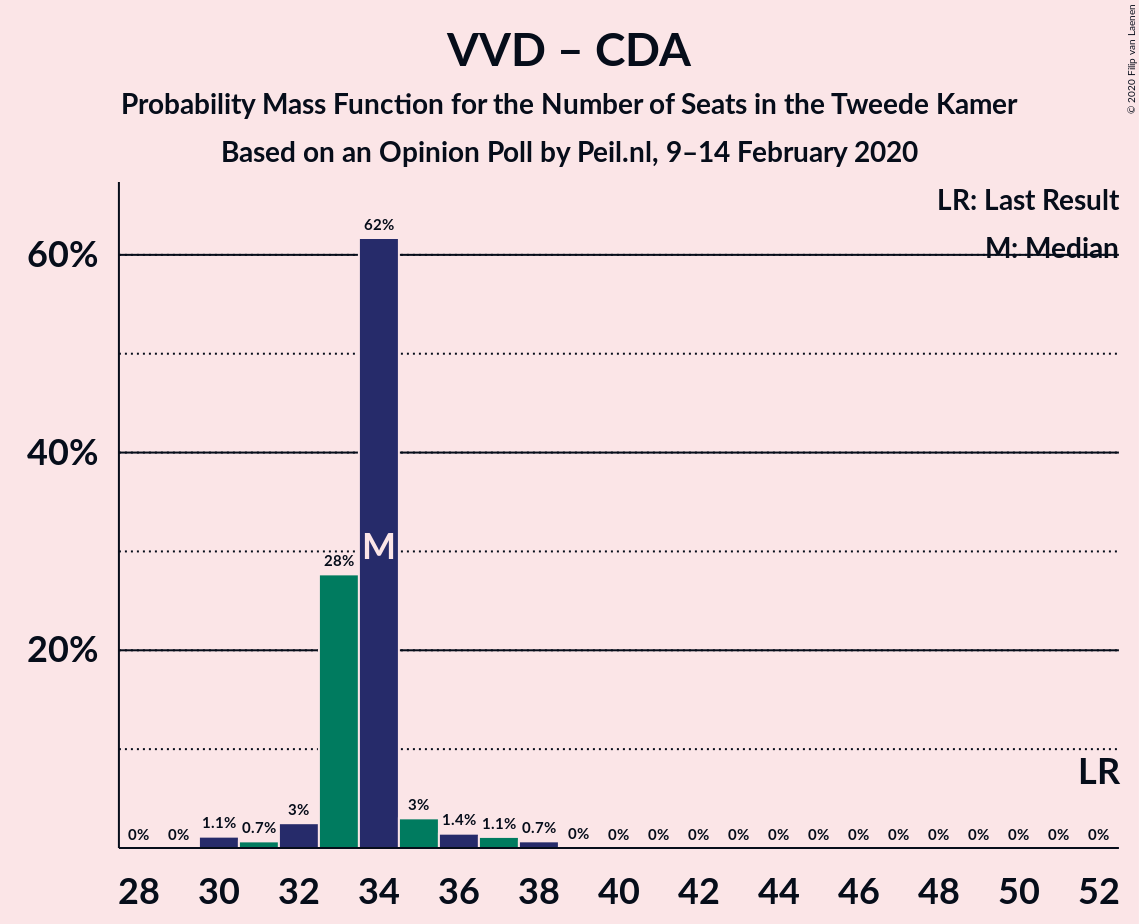 VVD – CDA
Probability Mass Function for the Number of Seats in the Tweede Kamer
Based on an Opinion Poll by Peil.nl, 9–14 February 2020
© 2020 Filip van Laenen
LR: Last Result
M: Median
60%
40%
20%
0% 0% 1.1% 0.7% 3% 28% 62% 3% 1.4% 1.1% 0.7% 0% 0% 0% 0% 0% 0% 0% 0% 0% 0% 0% 0% 0% 0%
M
LR
28 30 32 34 36 38 40 42 44 46 48 50 52